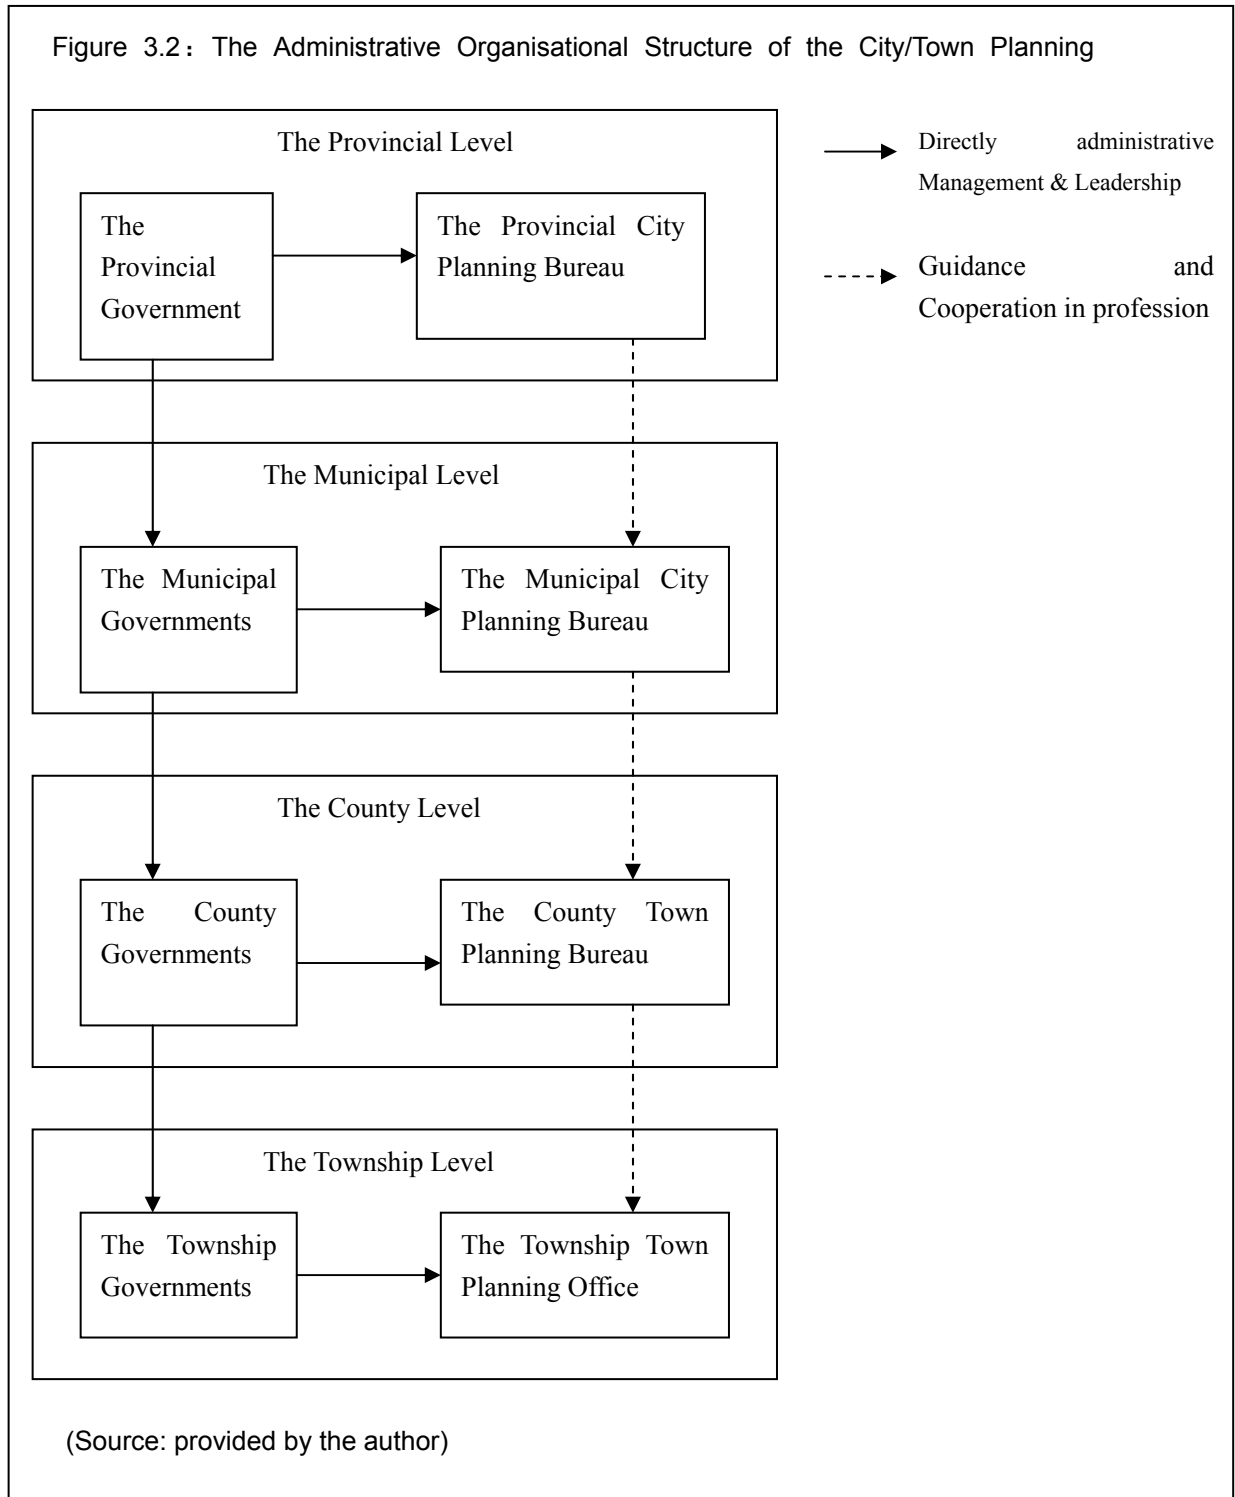 Figure 3.2：The Administrative Organisational Structure of the City/Town Planning
The Provincial Level
The
Provincial
Government
The Provincial City
Planning Bureau
Directly administrative
Management & Leadership
Guidance and
Cooperation in profession
The Municipal Level
The Municipal
Governments
The Municipal City
Planning Bureau
The County Level
The County
Governments
The County Town
Planning Bureau
The Township Level
The Township
Governments
The Township Town
Planning Office
(Source: provided by the author)